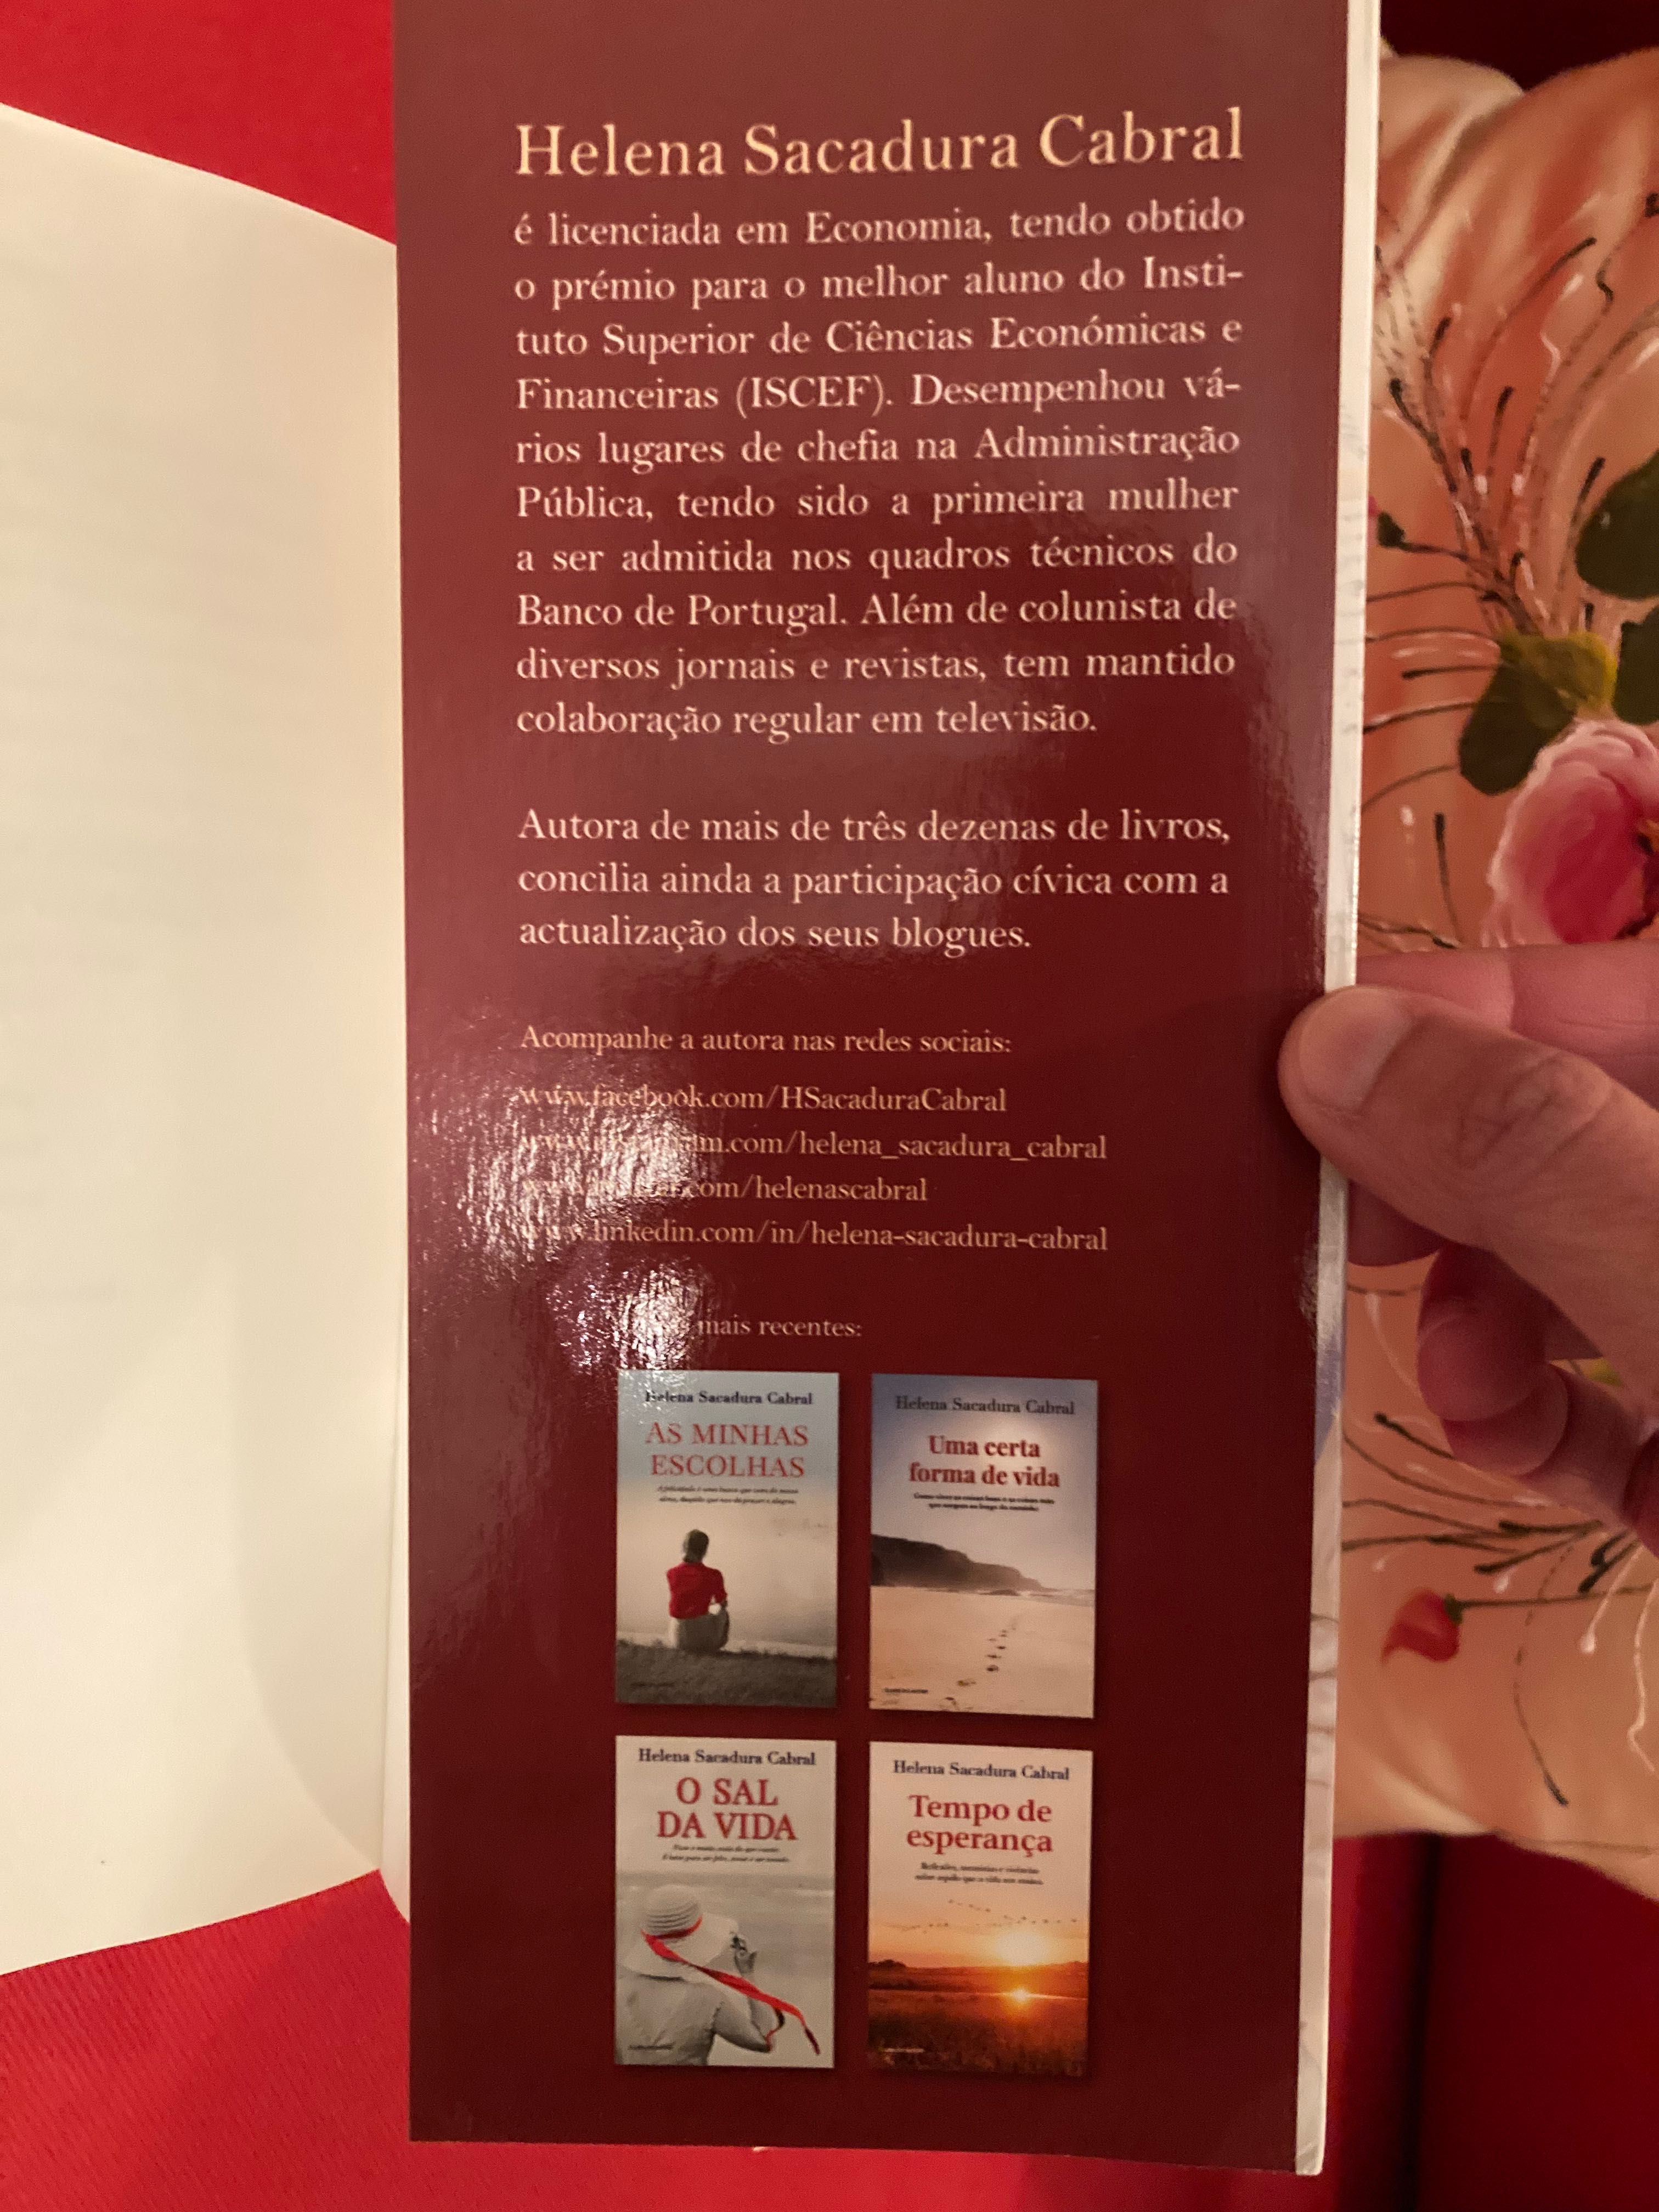 Helena Sacadura Cabral
é licenciada em Economia, tendo obtido
o prémio para o melhor aluno do Insti-
tuto Superior de Ciências Económicas e
Financeiras (ISCEF). Desempenhou vá-
rios lugares de chefia na Administração
Pública, tendo sido a primeira mulher
a ser admitida nos quadros técnicos do
Banco de Portugal. Além de colunista de
diversos jornais e revistas, tem mantido
colaboração regular em televisão.
Autora de mais de três dezenas de livros,
concilia ainda a participação cívica com a
actualização dos seus blogues.
Acompanhe a autora nas redes sociais:
www.facebook.com/HSacaduraCabral
.com/helena_sacadura_cabral
.com/helenascabral
www.linkedin.com/in/helena-sacadura-cabral
mais recentes:
Helena Sacadura Cabral
AS MINHAS
ESCOLHAS
Helena Sacadura Cabral
Uma certa
forma de vida
Helena Sacadura Cabral
O SAL
DA VIDA
Helena Sacadura Cabral
Tempo de
esperança